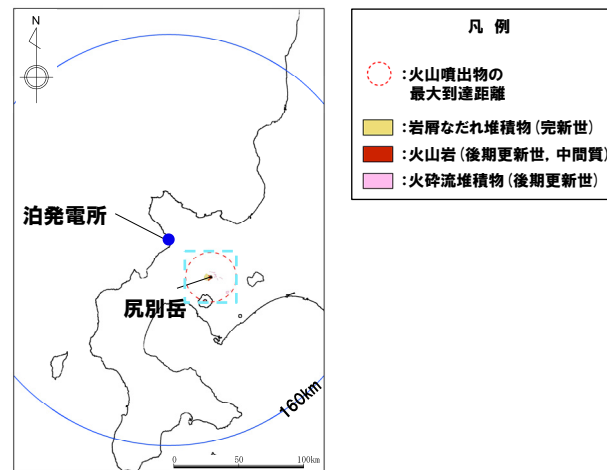 N
泊発電所
尻別岳
160km
0 50 100km
凡 例
:火山噴出物の
最大到達距離
:岩屑なだれ堆積物(完新世)
:火山岩(後期更新世, 中間質)
:火砕流堆積物(後期更新世)